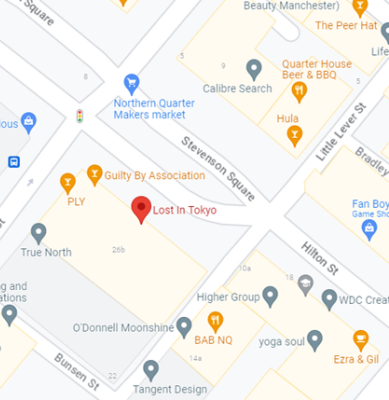 Square
Beauty Manchester)
The Peer Hat
Life
5
9
8
Quarter House
Beer & BBQ
Calibre Search
Northern Quarter
Makers market
Hula
Little Lever St
ous
Stevenson Square
Bradley
Guilty By Association
PLY
Lost In Tokyo
Fan Boy
Game Sho
St
True North
26b
Hilton St
10a
18
ng and
ations
Higher Group
WDC Creat
O'Donnell Moonshine
BAB NQ
yoga soul
Ezra & Gil
14a
Bunsen St
22
Tangent Design